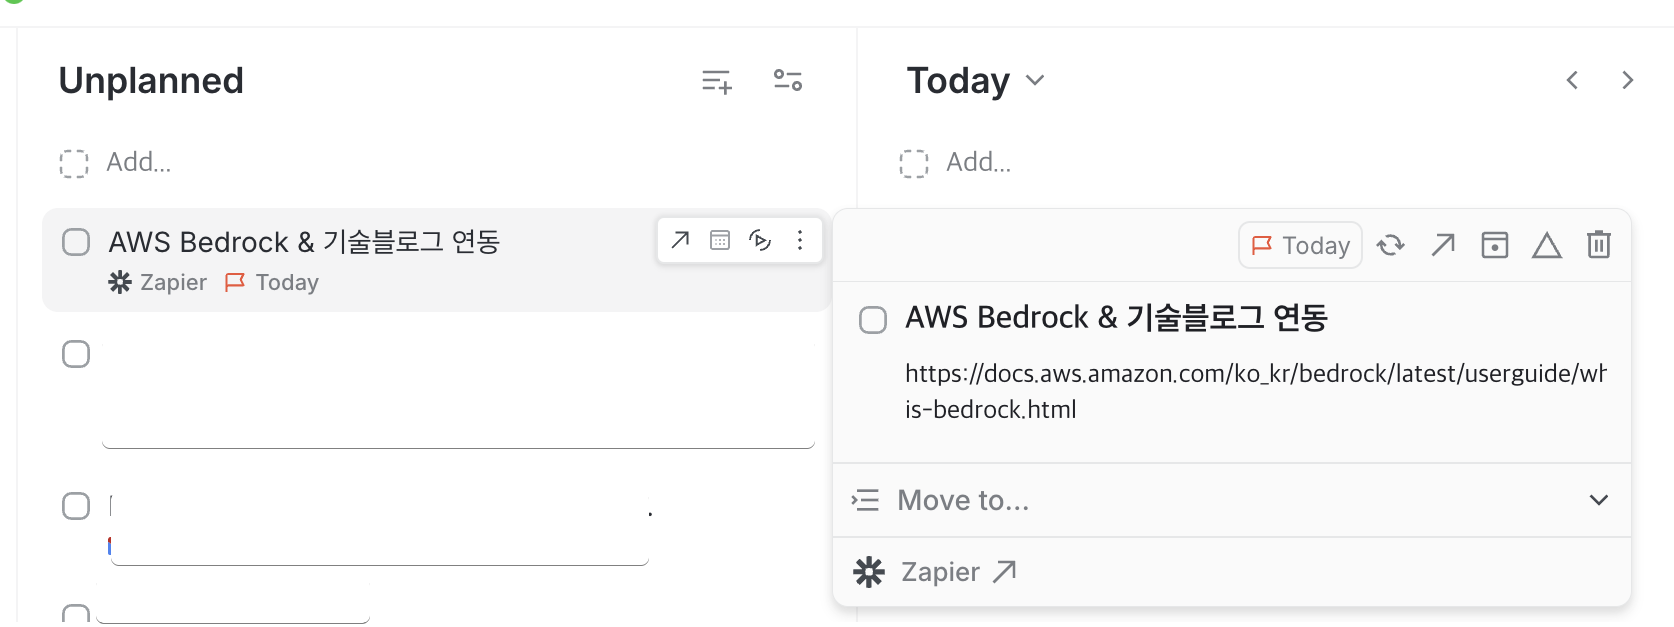 Unplanned
Add...
AWS Bedrock & 기술블로그 연동
Zapier Today
Today
Add...
Today
AWS Bedrock & 기술블로그 연동
https://docs.aws.amazon.com/ko_kr/bedrock/latest/userguide/wh
is-bedrock.html
Move to...
Zapier